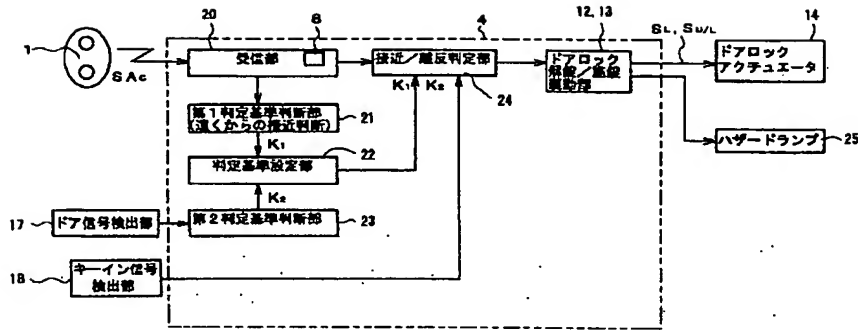 1
SAc
20
8
受信部
4
接近／離反判定部
K₁ K₂
24
12, 13
ドアロック
解錠／施錠
駆動部
SL, SU/L
14
ドアロック
アクチュエータ
ハザードランプ
25
第1判定基準判断部
(遠くからの接近判断)
21
K₁
判定基準設定部
22
K₂
第2判定基準判断部
23
17
ドア信号検出部
18
キーイン信号
検出部